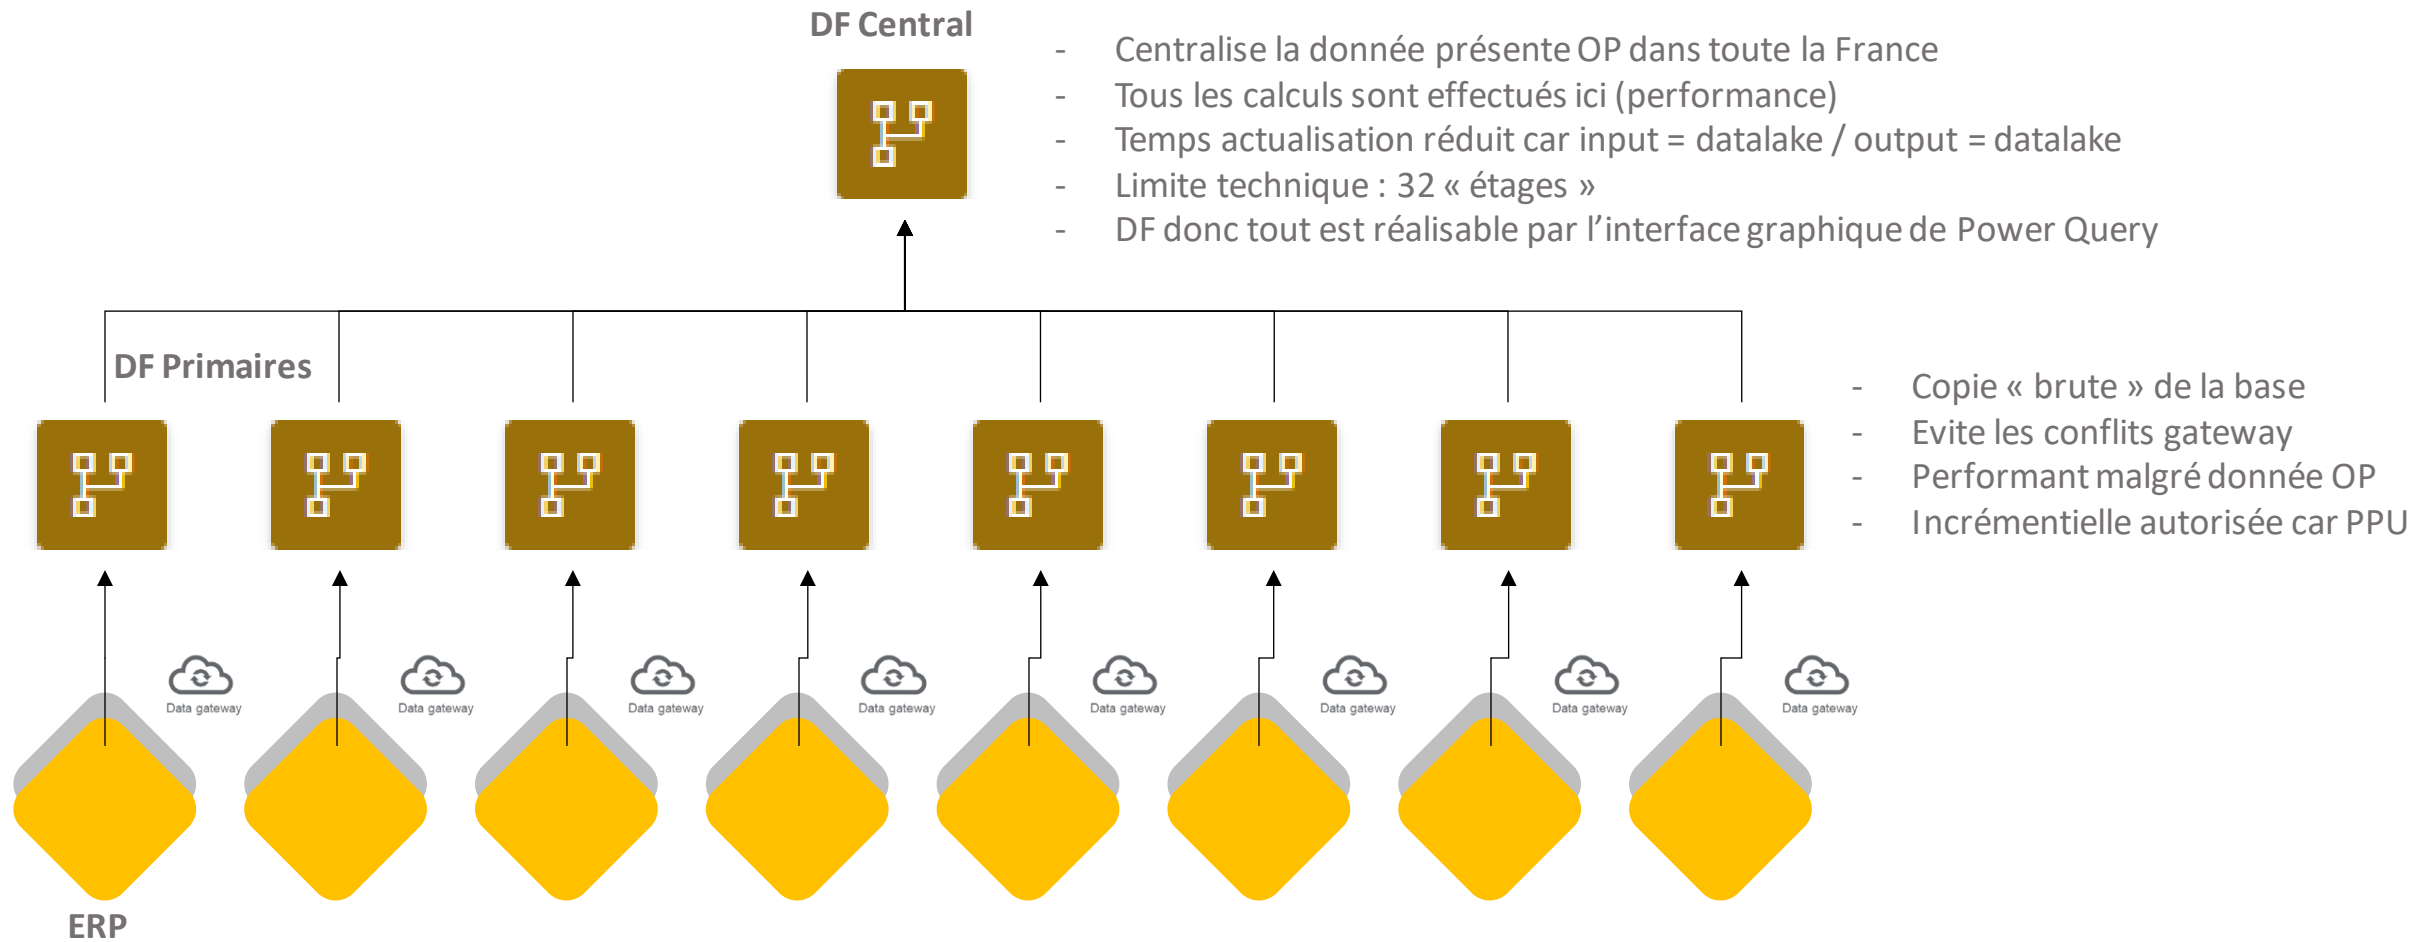 DF Central
- Centralise la donnée présente OP dans toute la France
- Tous les calculs sont effectués ici (performance)
- Temps actualisation réduit car input = datalake / output = datalake
- Limite technique : 32 « étages »
- DF donc tout est réalisable par l’interface graphique de Power Query
DF Primaires
- Copie « brute » de la base
- Evite les conflits gateway
- Performant malgré donnée OP
- Incrémentielle autorisée car PPU
Data gateway
Data gateway
Data gateway
Data gateway
Data gateway
Data gateway
Data gateway
Data gateway
ERP